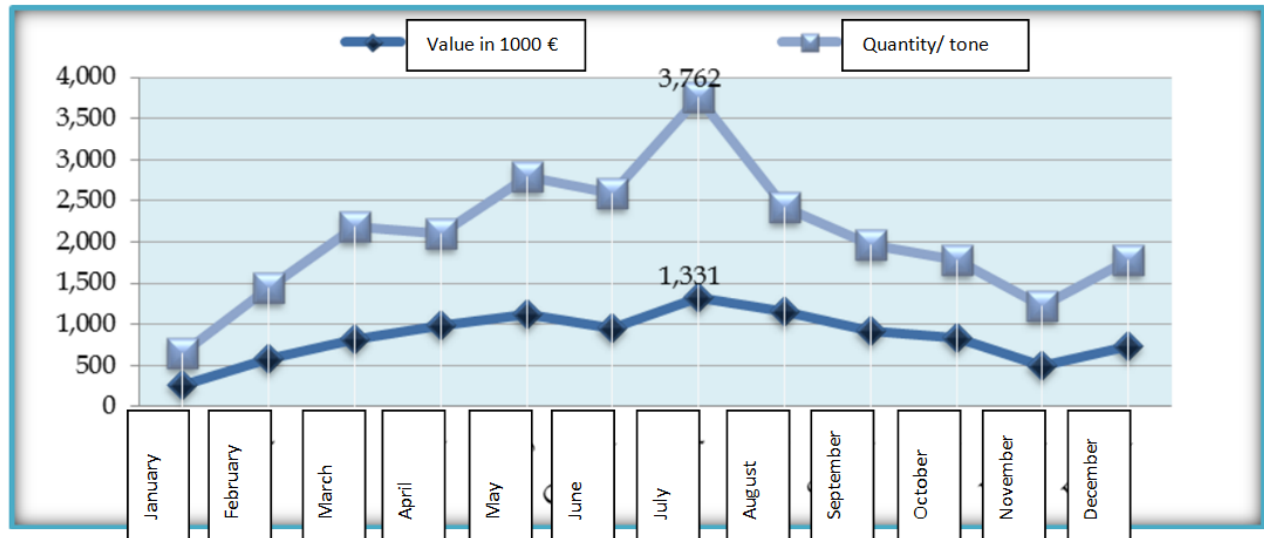 Value in 1000 €
Quantity/ tone
4,000
3,500
3,000
2,500
2,000
1,500
1,000
500
0
3,762
1,331
January
February
March
April
May
June
July
August
September
October
November
December